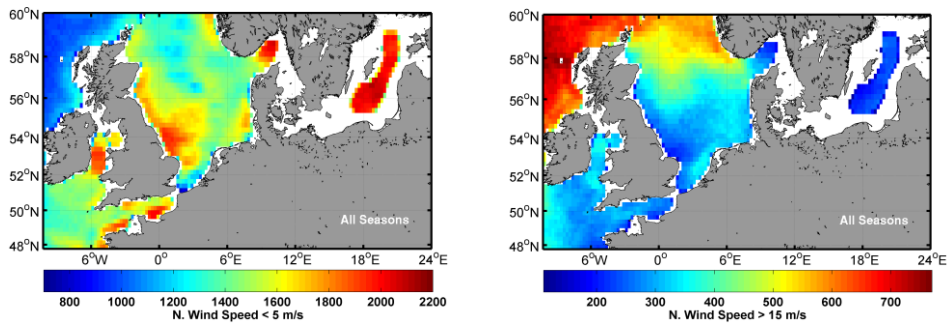 60°N
58°N
56°N
54°N
52°N
50°N
48°N
6°W 0° 6°E 12°E 18°E 24°E
All Seasons
800 1000 1200 1400 1600 1800 2000 2200
N. Wind Speed < 5 m/s
60°N
58°N
56°N
54°N
52°N
50°N
48°N
6°W 0° 6°E 12°E 18°E 24°E
All Seasons
200 300 400 500 600 700
N. Wind Speed > 15 m/s